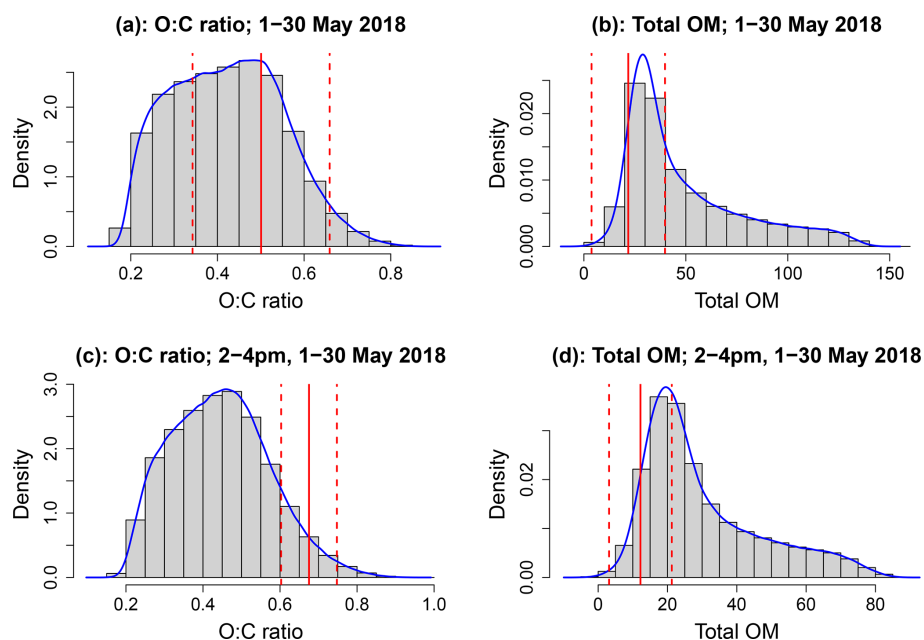 (a): O:C ratio; 1−30 May 2018
Density
0.0 1.0 2.0
0.2 0.4 0.6 0.8
O:C ratio
(b): Total OM; 1−30 May 2018
Density
0.000 0.010 0.020
0 50 100 150
Total OM
(c): O:C ratio; 2−4pm, 1−30 May 2018
Density
0.0 1.0 2.0 3.0
0.2 0.4 0.6 0.8 1.0
O:C ratio
(d): Total OM; 2−4pm, 1−30 May 2018
Density
0.00 0.02
0 20 40 60 80
Total OM